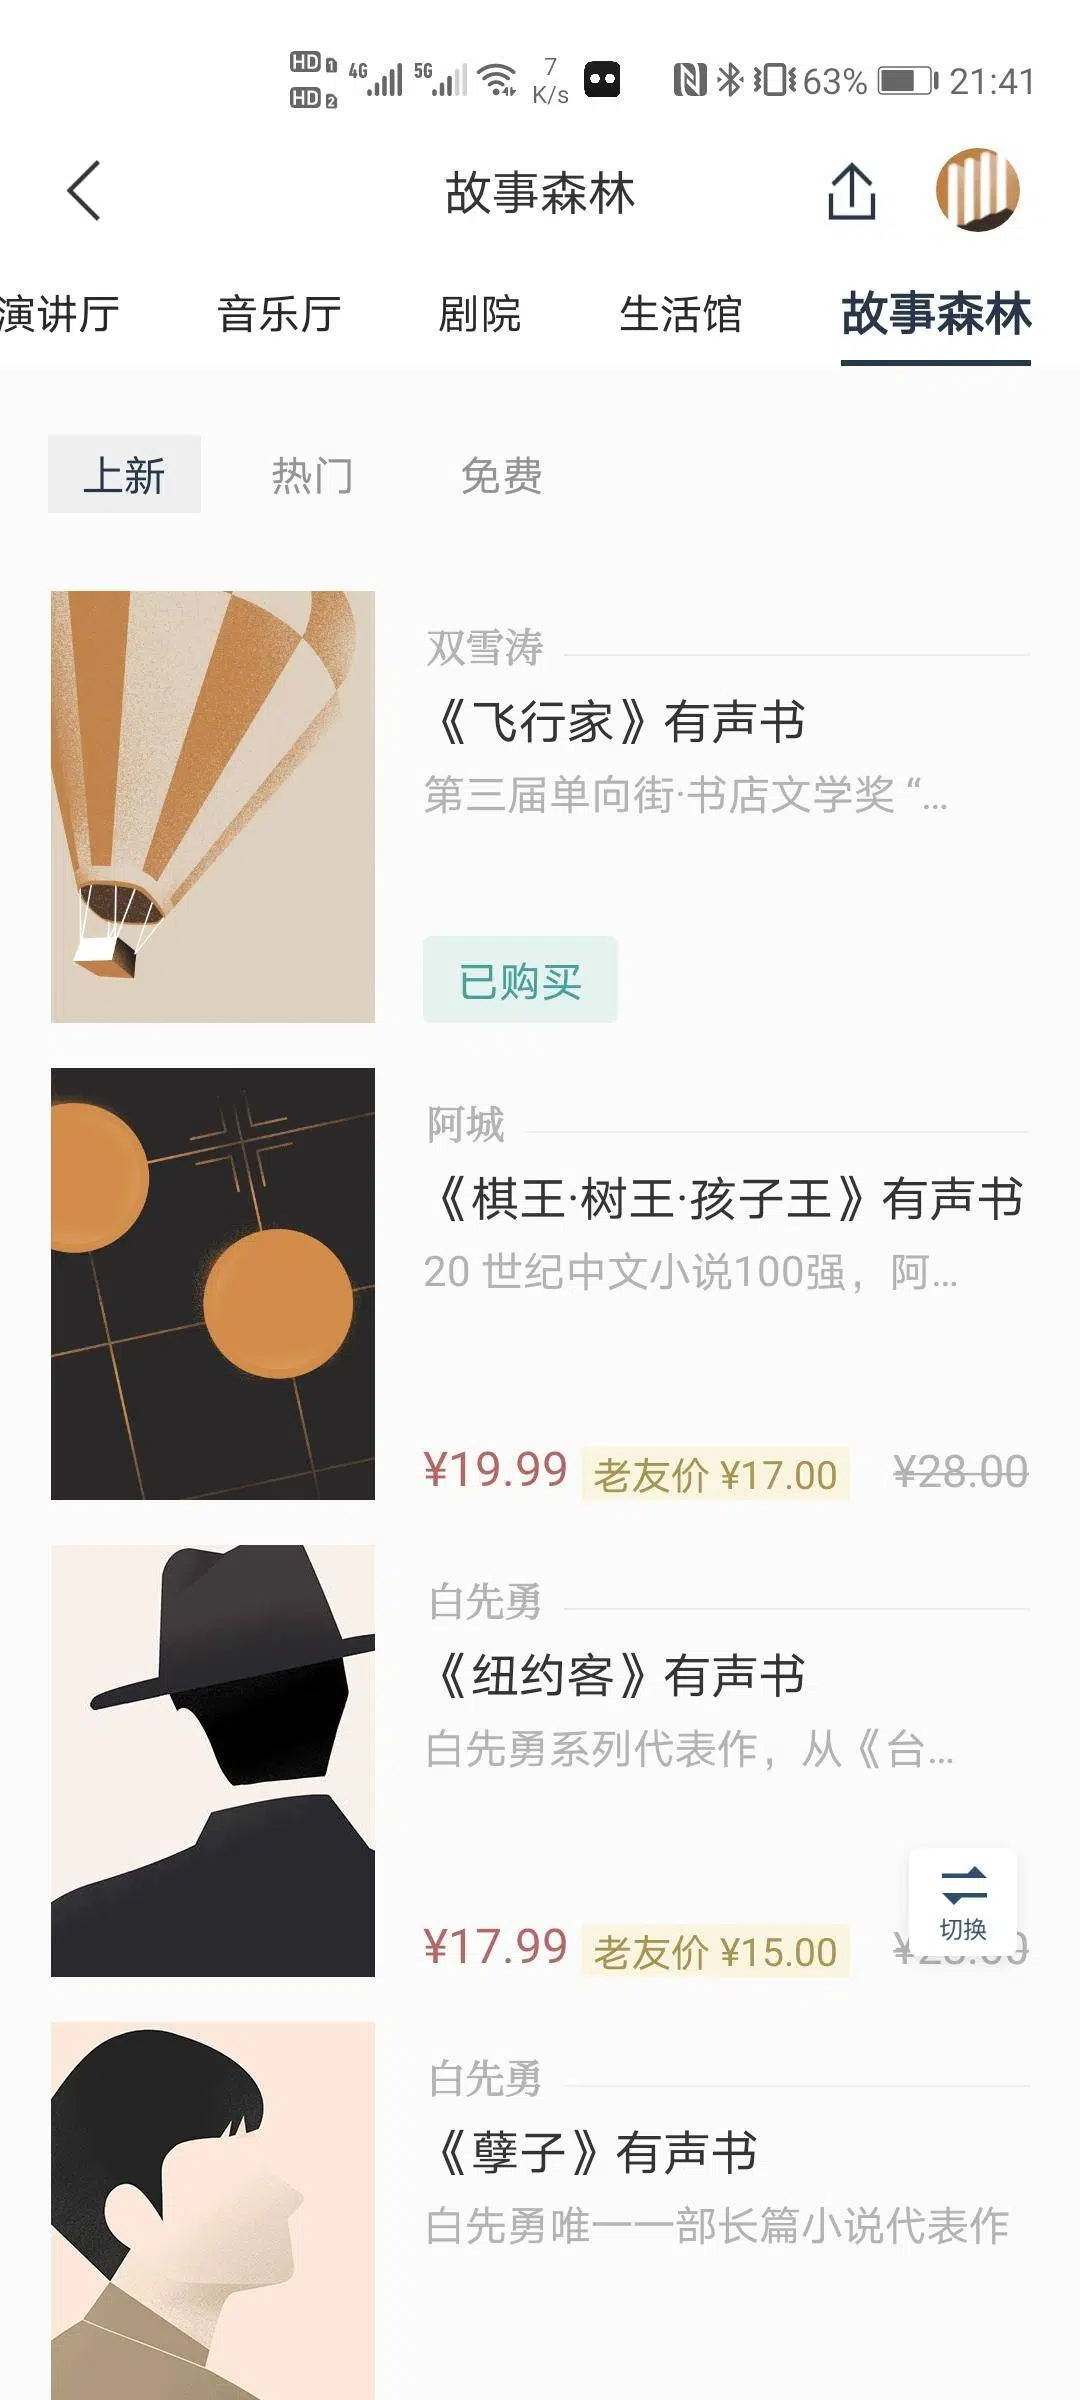 HD 1 4G 5G 7 63% 21:41
HD 2 K/s
故事森林
演讲厅 音乐厅 剧院 生活馆 故事森林
上新 热门 免费
双雪涛
《飞行家》有声书
第三届单向街·书店文学奖 “...
已购买
阿城
《棋王·树王·孩子王》有声书
20 世纪中文小说100强，阿...
¥19.99 老友价 ¥17.00 ¥28.00
白先勇
《纽约客》有声书
白先勇系列代表作，从《台...
切换
¥17.99 老友价 ¥15.00
白先勇
《孽子》有声书
白先勇唯一一部长篇小说代表作